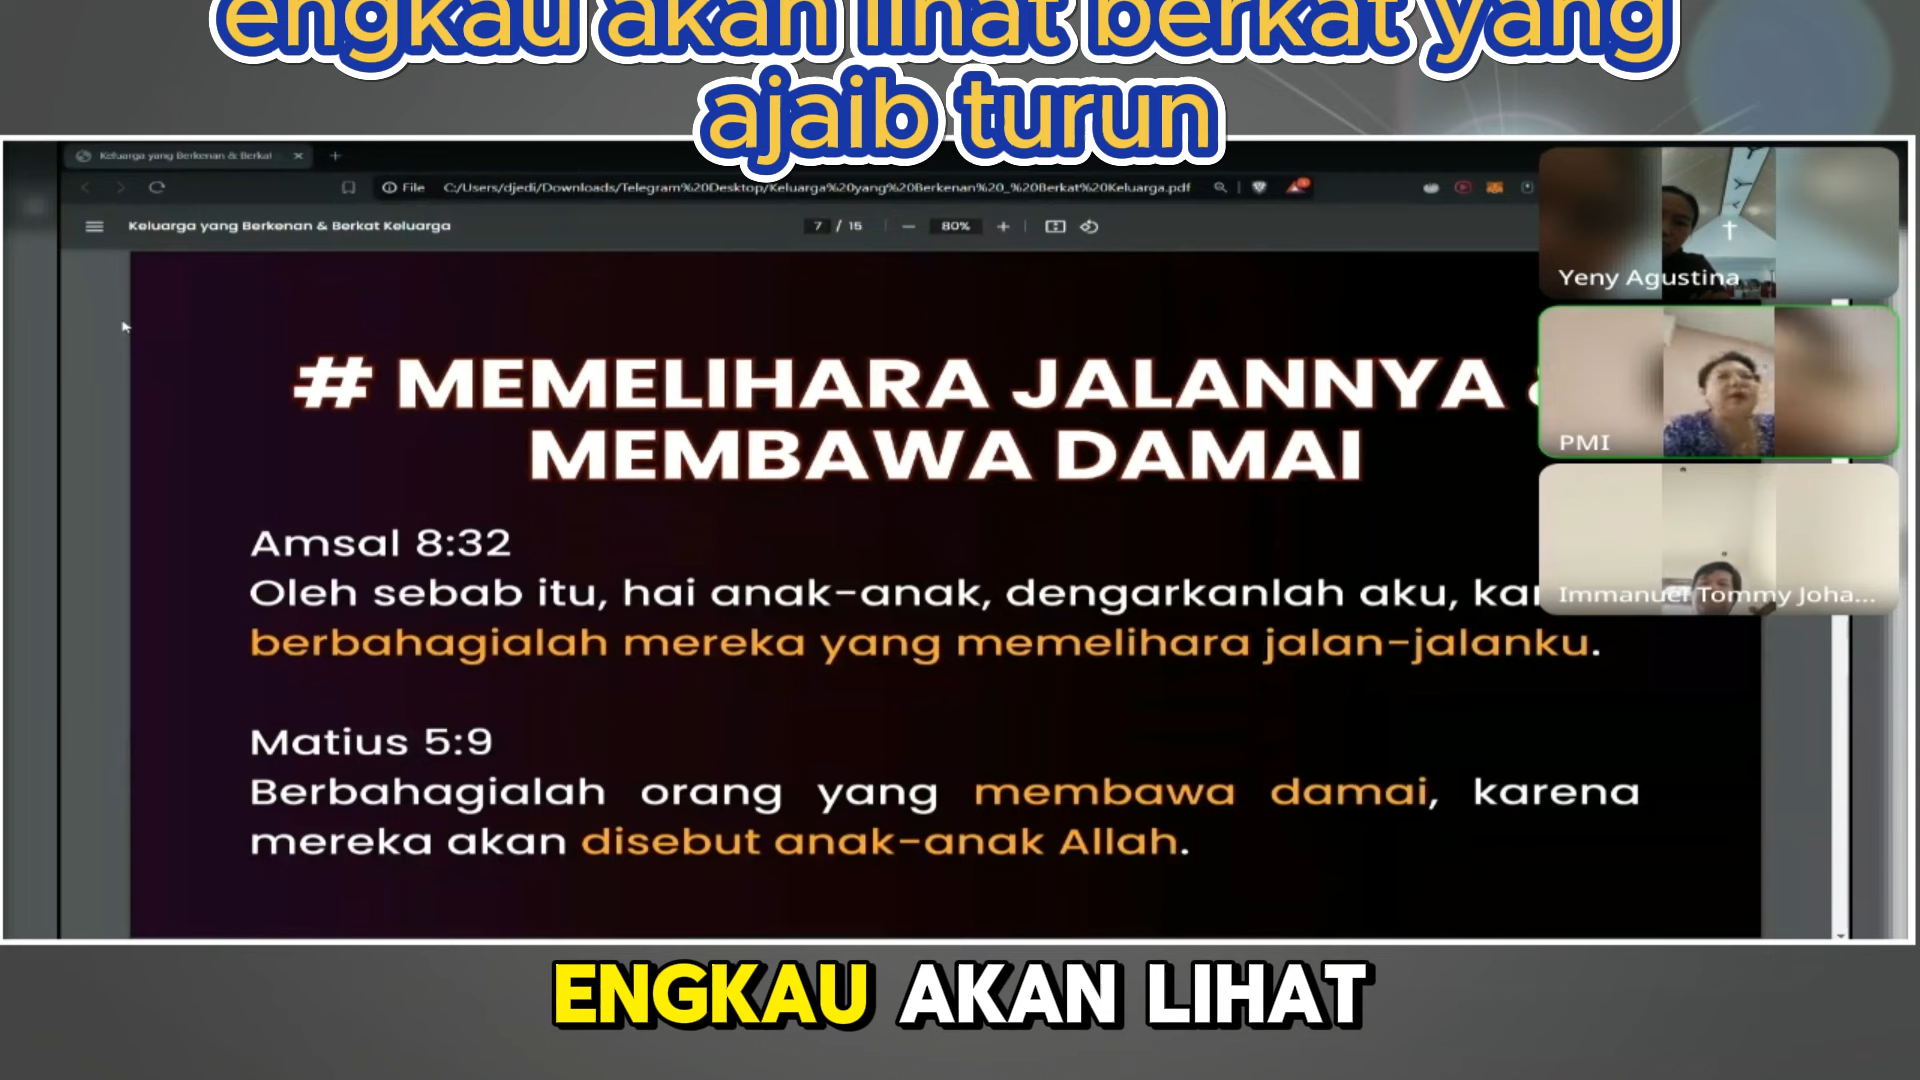 engkau akan lihat berkat yang
ajaib turun
Keluarga yang Berkenan & Berkat
File C:/Users/djedi/Downloads/Telegram%20Desktop/Keluarga%20yang%20Berkenan%20_%20Berkat%20Keluarga.pdf
Keluarga yang Berkenan & Berkat Keluarga
7 / 15
80%
Yeny Agustina
# MEMELIHARA JALANNYA
MEMBAWA DAMAI
PMI
Amsal 8:32
Oleh sebab itu, hai anak-anak, dengarkanlah aku, kar
Immanuel Tommy Joha...
berbahagialah mereka yang memelihara jalan-jalanku.
Matius 5:9
Berbahagialah orang yang membawa damai, karena
mereka akan disebut anak-anak Allah.
ENGKAU AKAN LIHAT